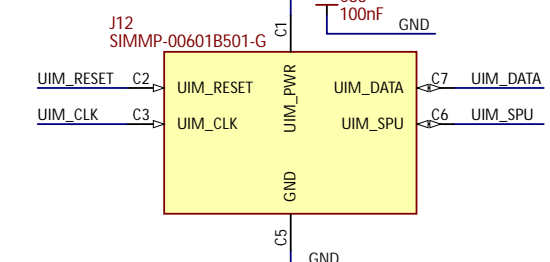 J12
SIMMP-00601B501-G
100nF
GND
C1
UIM_RESET C2 UIM_RESET UIM_PWR UIM_DATA C7 UIM_DATA
UIM_CLK C3 UIM_CLK UIM_SPU C6 UIM_SPU
GND
C5
GND